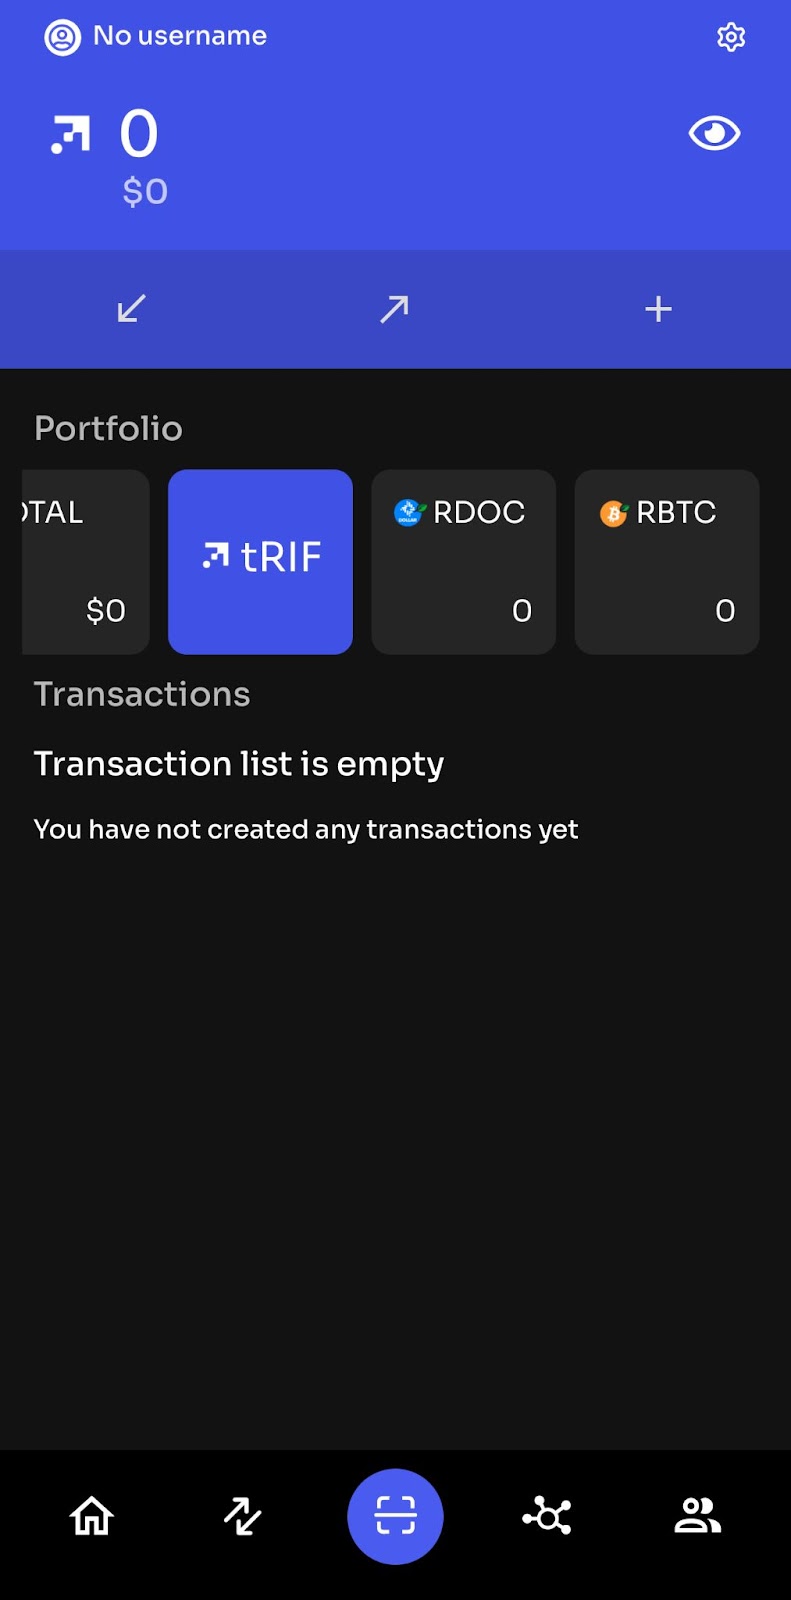 No username
0
$0
Portfolio
OTAL
$0
tRIF
RDOC
0
RBTC
0
Transactions
Transaction list is empty
You have not created any transactions yet